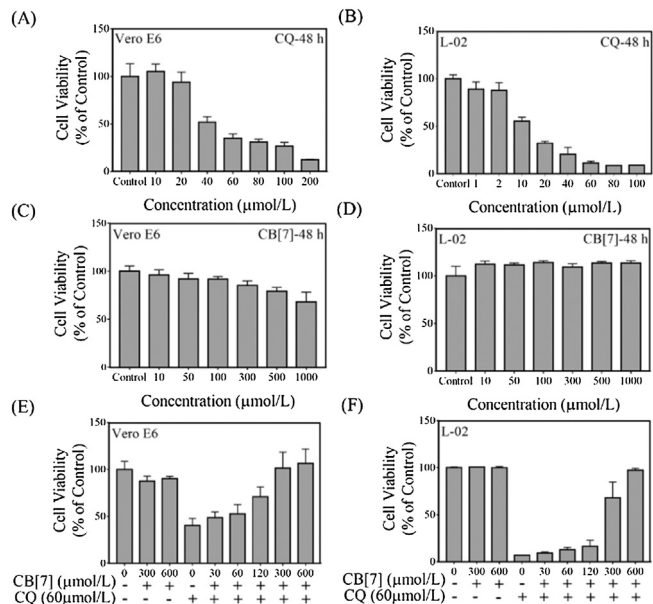 (A)
Vero E6 CQ-48 h
Cell Viability
(% of Control)
150
100
50
0
Control 10 20 40 60 80 100 200
Concentration (μmol/L)
(B)
L-02 CQ-48 h
Cell Viability
(% of Control)
150
100
50
0
Contorl 1 2 10 20 40 60 80 100
Concentration (μmol/L)
(C)
Vero E6 CB[7]-48 h
Cell Viability
(% of Control)
150
100
50
0
Control 10 50 100 300 500 1000
Concentration (μmol/L)
(D)
L-02 CB[7]-48 h
Cell Viability
(% of Control)
150
100
50
0
Control 10 50 100 300 500 1000
Concentration (μmol/L)
(E)
Vero E6
Cell Viability
(% of Control)
150
100
50
0
CB[7] (μmol/L) 0 300 600 0 30 60 120 300 600
- + + - + + + + +
CQ (60μmol/L) - - - + + + + + +
(F)
L-02
Cell Viability
(% of Control)
150
100
50
0
CB[7] (μmol/L) 0 300 600 0 30 60 120 300 600
- + + - + + + + +
CQ (60μmol/L) - - - + + + + + +